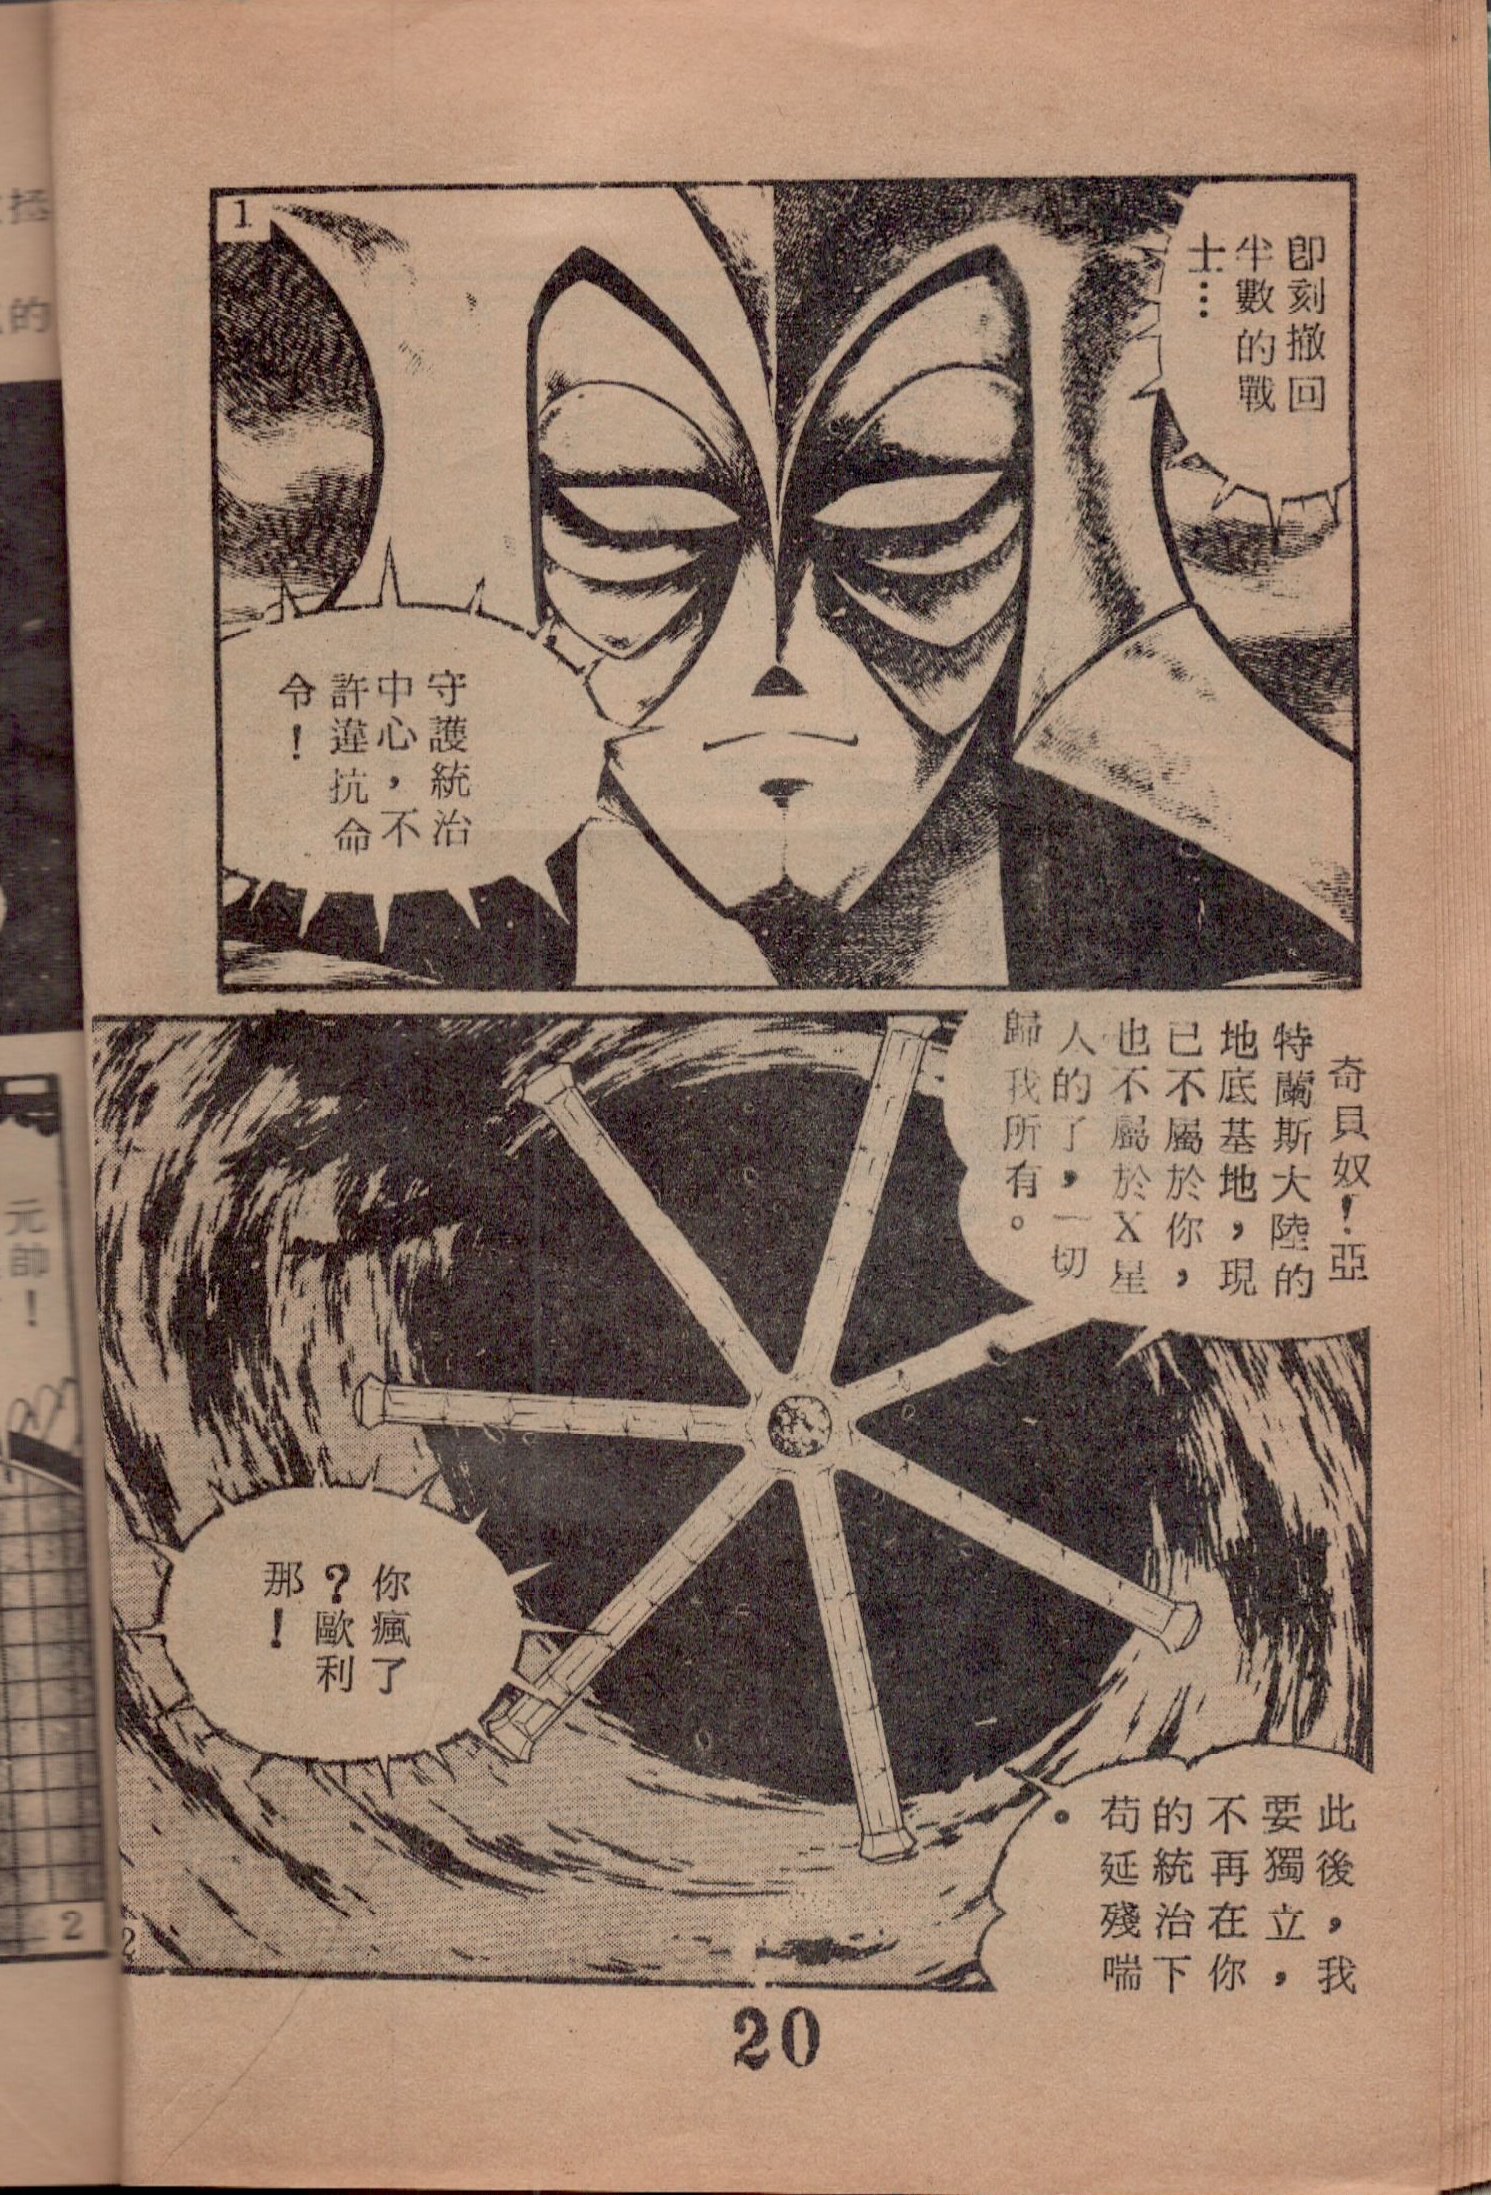 1
即刻撤回
半數的戰
士…
守護統治
中心，不
許違抗命
令！
奇貝奴！亞
特蘭斯大陸的
地底基地，現
已不屬於你，
也不屬於X星
人的了，一切
歸我所有。
你瘋了
？歐利
那！
此後，我
要獨立，
不再在你
的統治下
苟延殘喘
。
2
20
的
元帥！
2